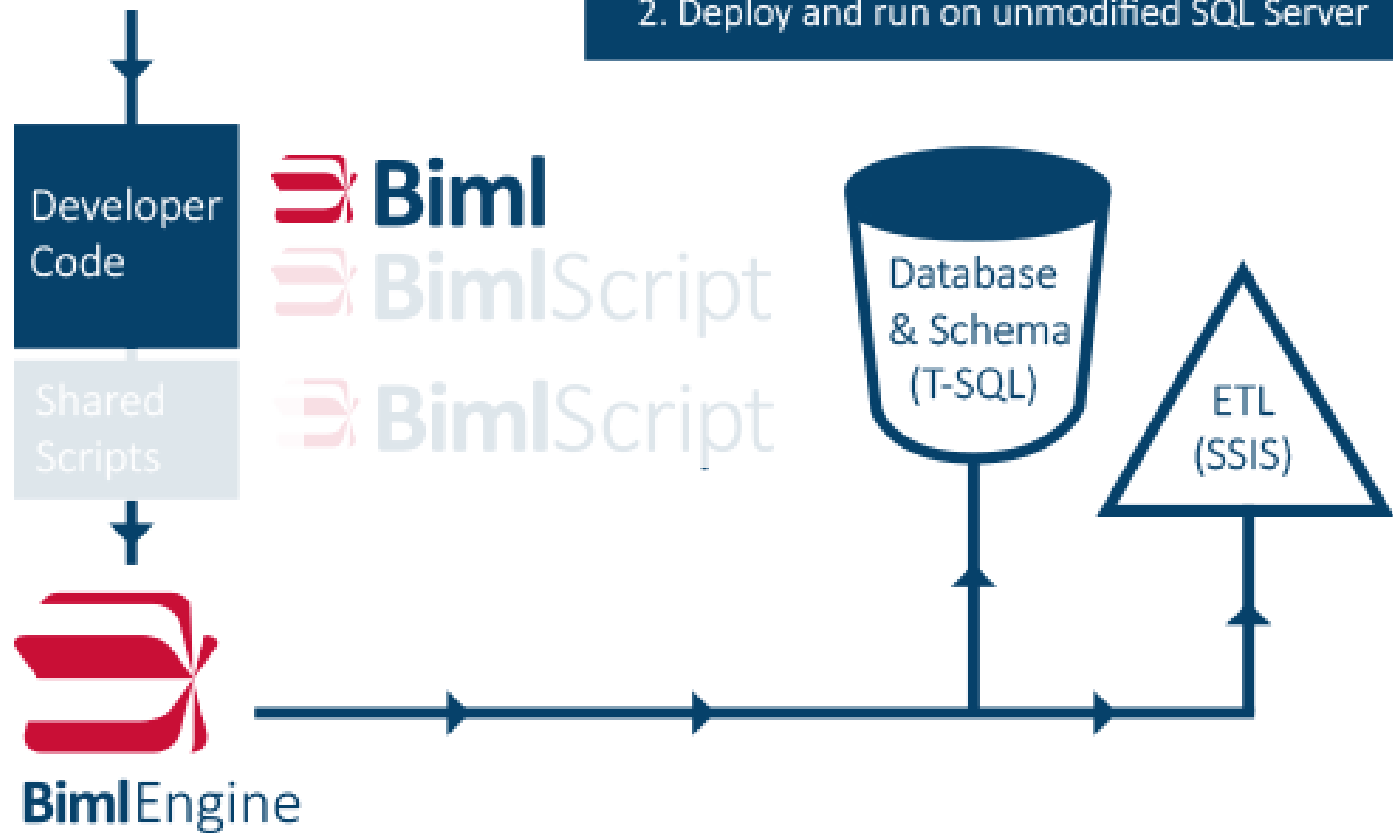 2. Deploy and run on unmodified SQL Server
Developer
Code
Biml
BimlScript
Shared
Scripts
BimlScript
Database
& Schema
(T-SQL)
ETL
(SSIS)
BimlEngine